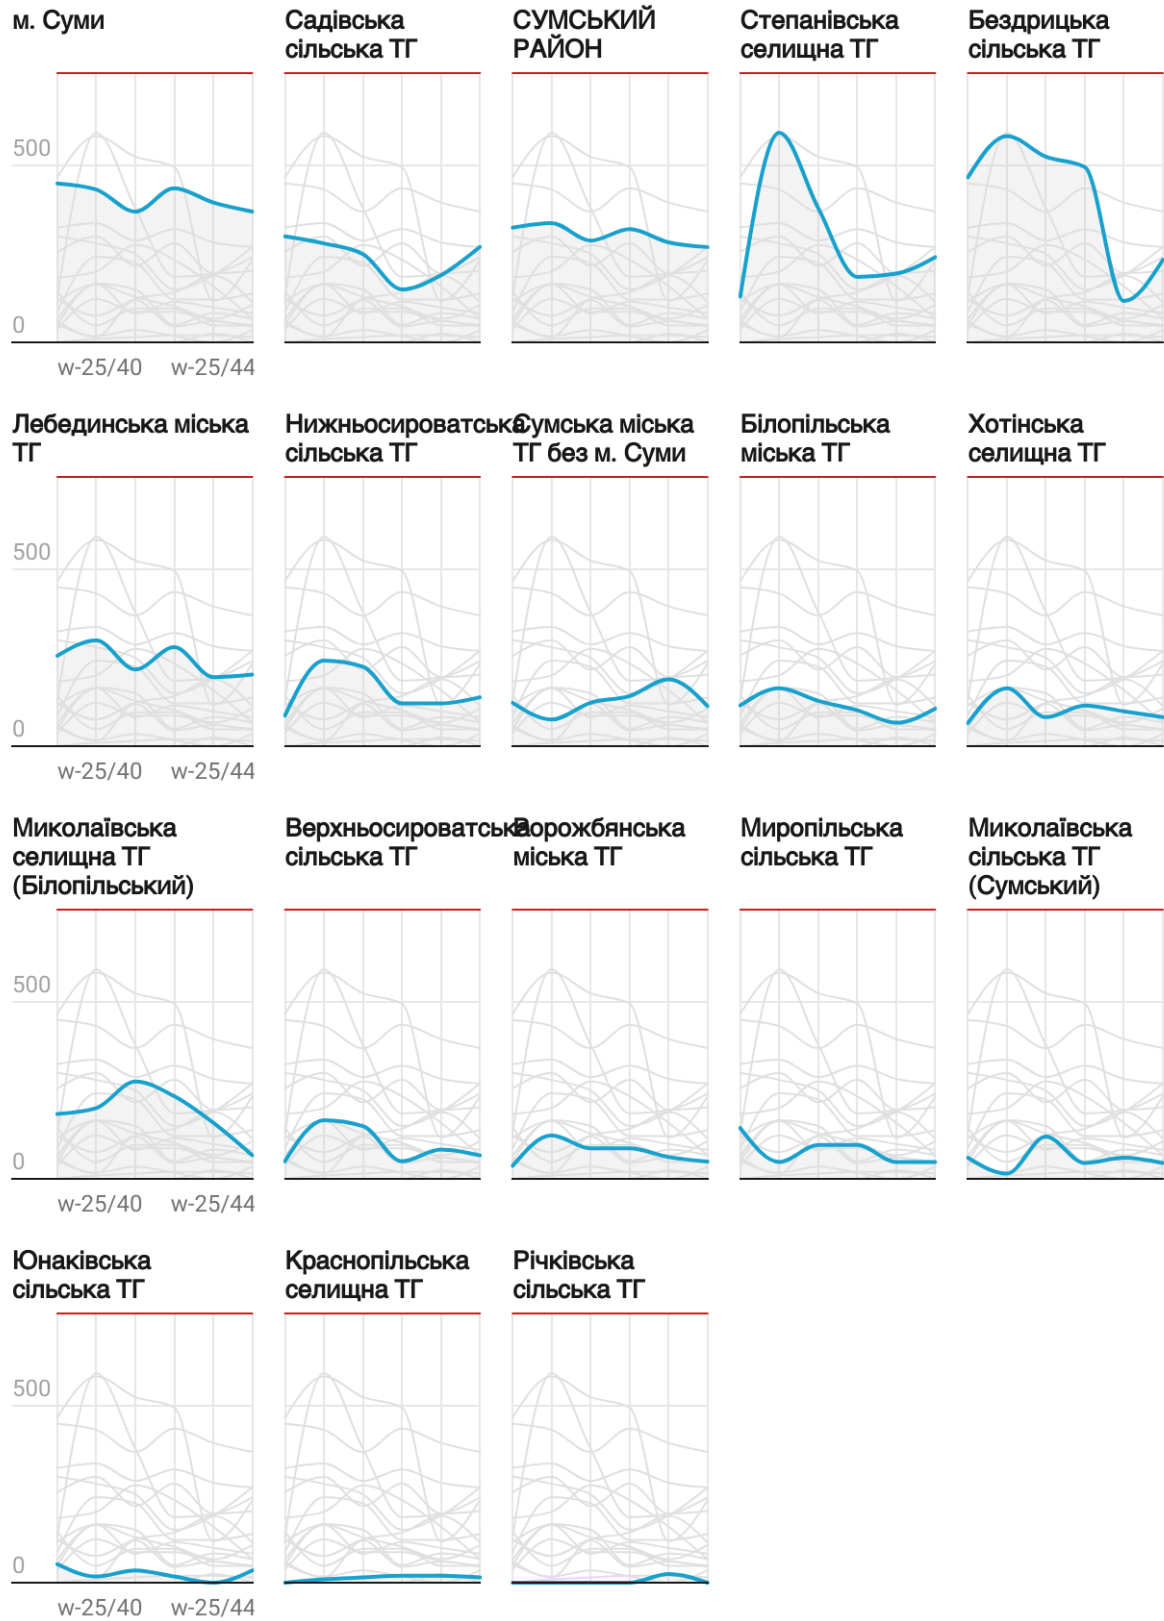 м. Суми
Садівська
сільська ТГ
СУМСЬКИЙ
РАЙОН
Степанівська
селищна ТГ
Бездрицька
сільська ТГ
500
0
w-25/40 w-25/44
Лебединська міська
ТГ
Нижньосироватська
сільська ТГ
Сумська міська
ТГ без м. Суми
Білопільська
міська ТГ
Хотінська
селищна ТГ
500
0
w-25/40 w-25/44
Миколаївська
селищна ТГ
(Білопільський)
Верхньосироватська
сільська ТГ
Ворожбянська
міська ТГ
Миропільська
сільська ТГ
Миколаївська
сільська ТГ
(Сумський)
500
0
w-25/40 w-25/44
Юнаківська
сільська ТГ
Краснопільська
селищна ТГ
Річківська
сільська ТГ
500
0
w-25/40 w-25/44